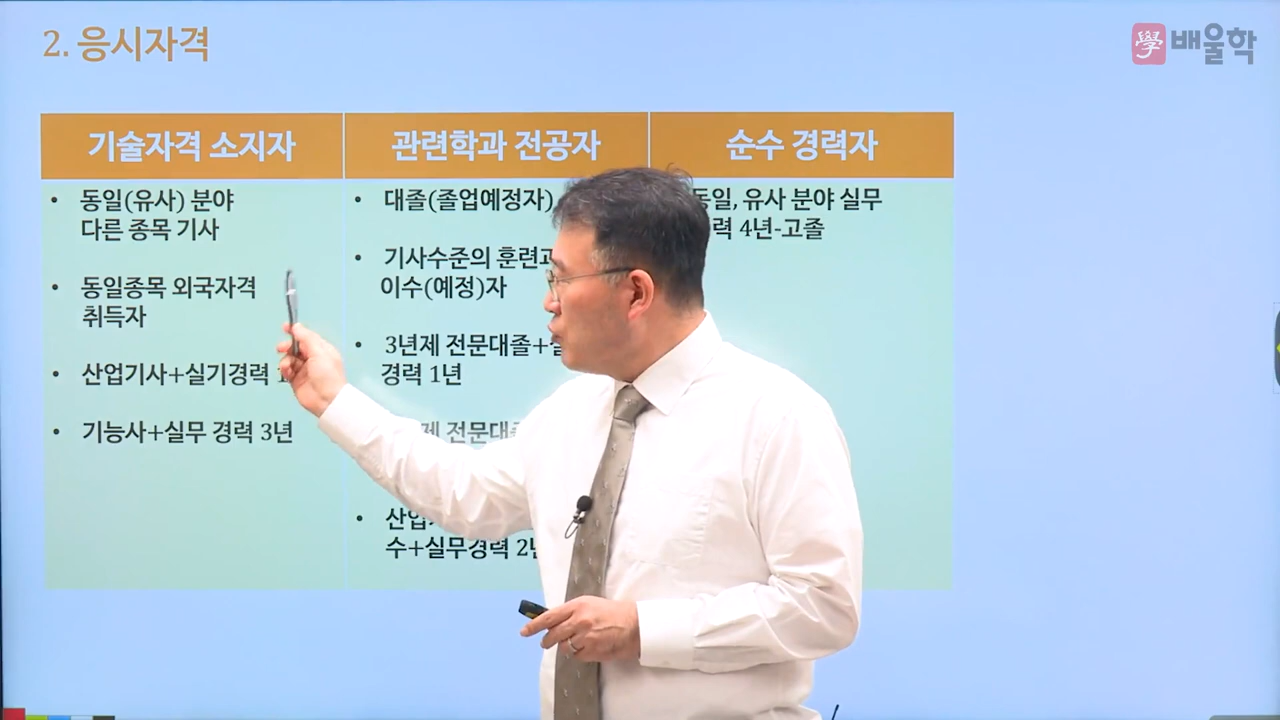 2. 응시자격
學 배울학
기술자격 소지자
관련학과 전공자
순수 경력자
• 동일(유사) 분야
다른 종목 기사
• 동일종목 외국자격
취득자
• 산업기사+실기경력
• 기능사+실무 경력 3년
• 대졸(졸업예정자)
• 기사수준의 훈련과
이수(예정)자
• 3년제 전문대졸+
경력 1년
전문대졸
•
수+실무경력 2년
동일, 유사 분야 실무
경력 4년-고졸